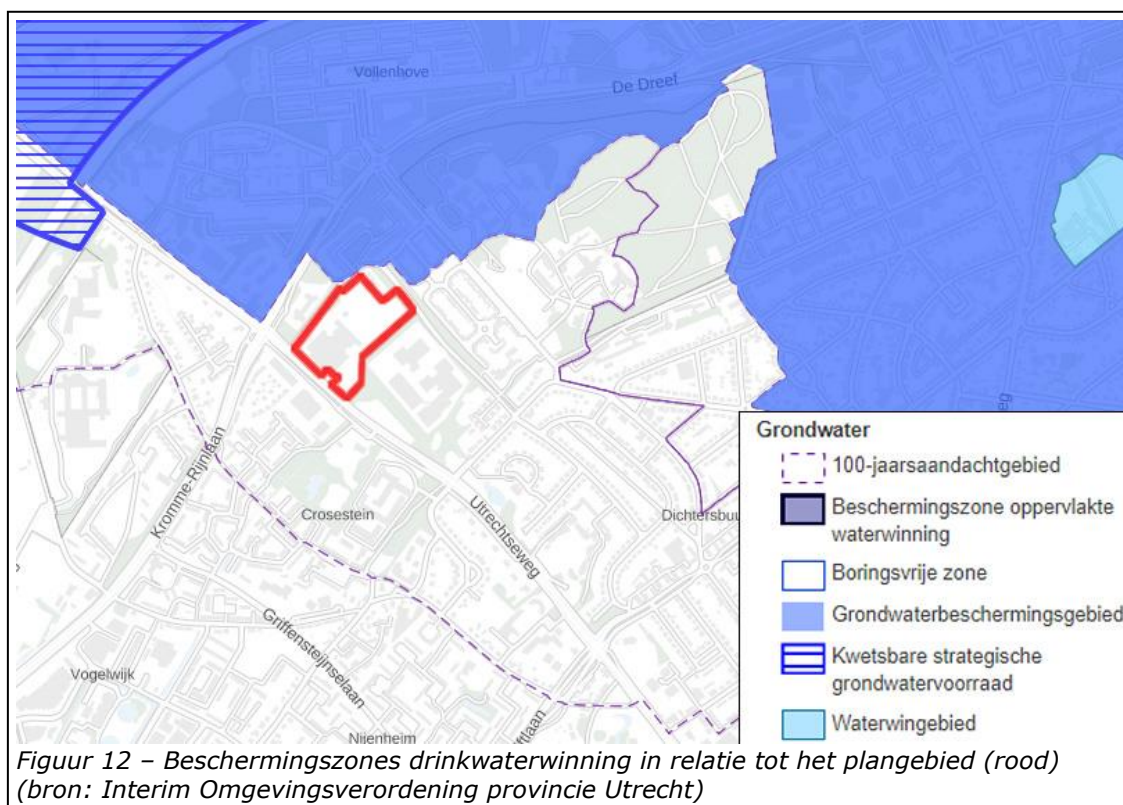 Vollenhove
De Dreef
Kromme-Rijnlaan
Crosestein
Utrechtseweg
Griffensteijnselaan
Vogelwijk
Nijenheim
Grondwater
100-jaarsaandachtgebied
Beschermingszone oppervlakte
waterwinning
Boringsvrije zone
Grondwaterbeschermingsgebied
Kwetsbare strategische
grondwatervoorraad
Waterwingebied
Figuur 12 – Beschermingszones drinkwaterwinning in relatie tot het plangebied (rood)
(bron: Interim Omgevingsverordening provincie Utrecht)